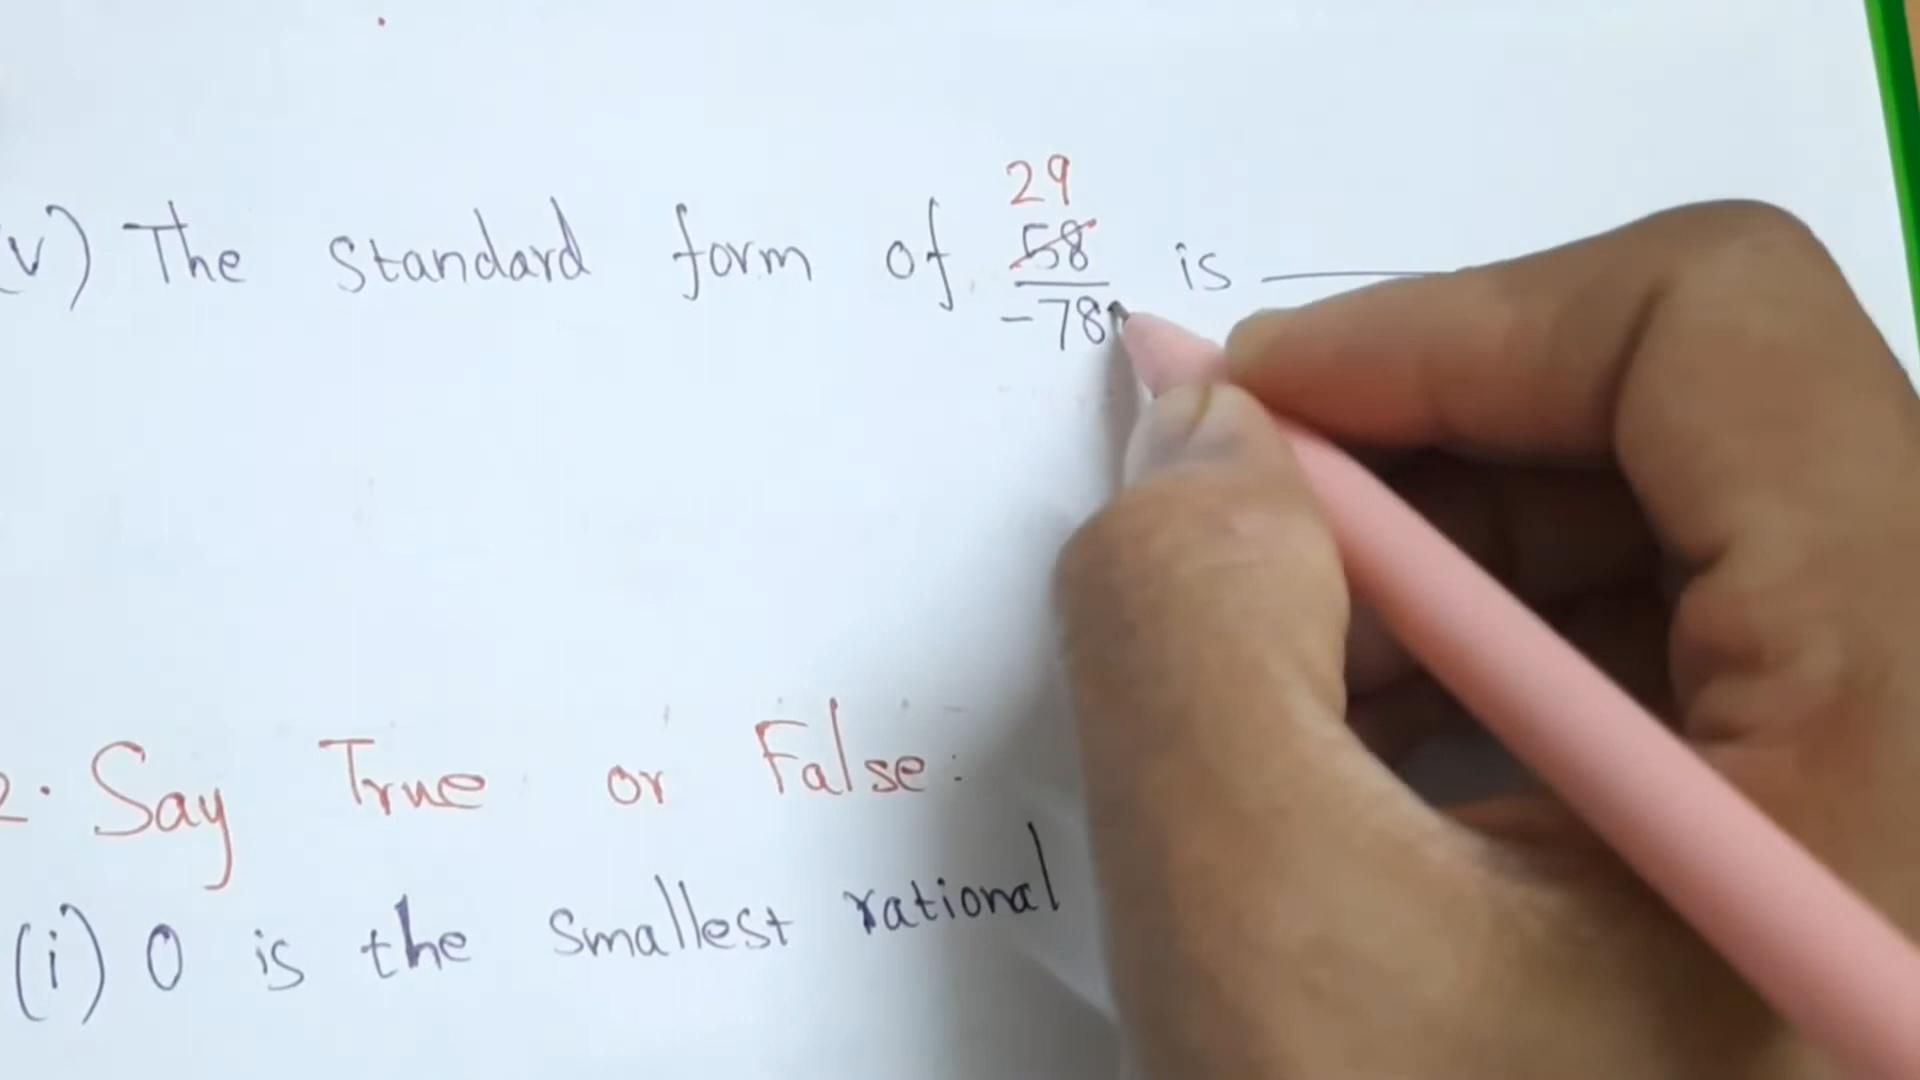 29
(v) The standard form of 58/-78 is
2. Say True or False:
(i) 0 is the smallest rational